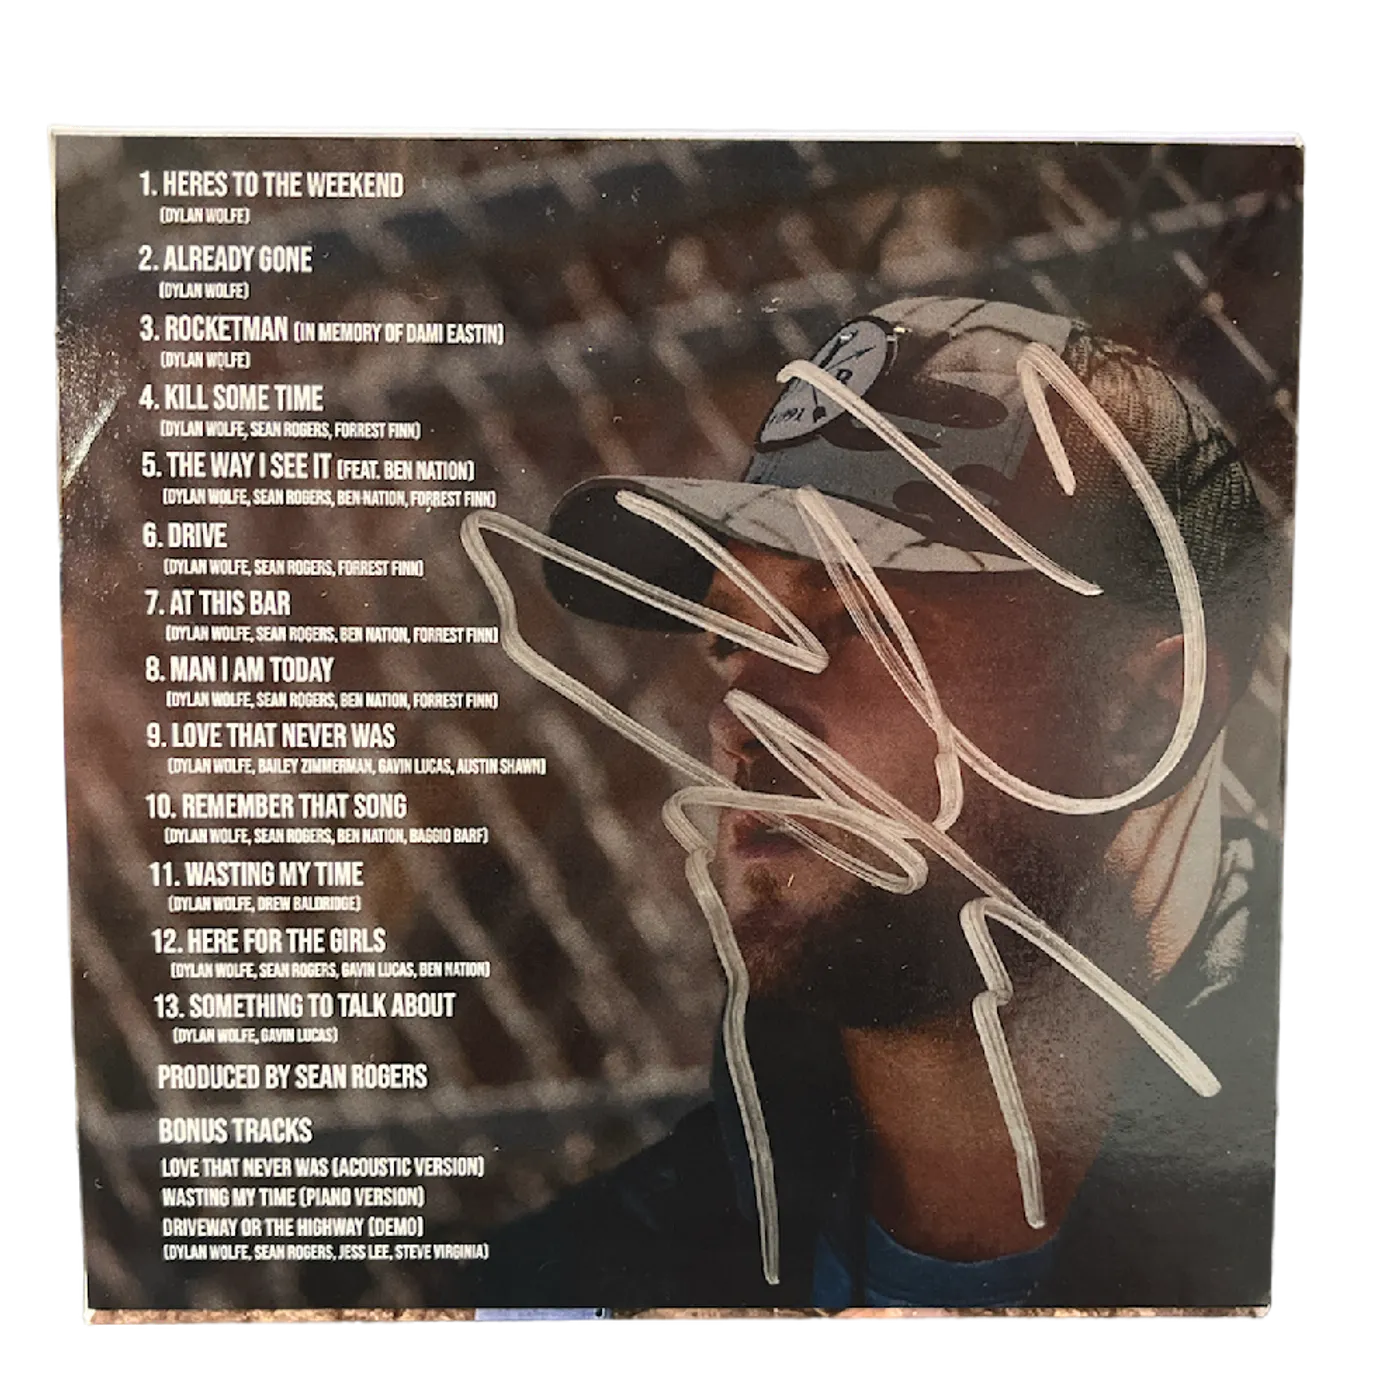 1. HERES TO THE WEEKEND
(DYLAN WOLFE)
2. ALREADY GONE
(DYLAN WOLFE)
3. ROCKETMAN (IN MEMORY OF DAMI EASTIN)
(DYLAN WOLFE)
4. KILL SOME TIME
(DYLAN WOLFE, SEAN ROGERS, FORREST FINN)
5. THE WAY I SEE IT (FEAT. BEN NATION)
(DYLAN WOLFE, SEAN ROGERS, BEN NATION, FORREST FINN)
6. DRIVE
(DYLAN WOLFE, SEAN ROGERS, FORREST FINN)
7. AT THIS BAR
(DYLAN WOLFE, SEAN ROGERS, BEN NATION, FORREST FINN)
8. MAN I AM TODAY
(DYLAN WOLFE, SEAN ROGERS, BEN NATION, FORREST FINN)
9. LOVE THAT NEVER WAS
(DYLAN WOLFE, BAILEY ZIMMERMAN, GAVIN LUCAS, AUSTIN SHAWN)
10. REMEMBER THAT SONG
(DYLAN WOLFE, SEAN ROGERS, BEN NATION, BAGGIO BARF)
11. WASTING MY TIME
(DYLAN WOLFE, DREW BALDRIDGE)
12. HERE FOR THE GIRLS
(DYLAN WOLFE, SEAN ROGERS, GAVIN LUCAS, BEN NATION)
13. SOMETHING TO TALK ABOUT
(DYLAN WOLFE, GAVIN LUCAS)
PRODUCED BY SEAN ROGERS
BONUS TRACKS
LOVE THAT NEVER WAS (ACOUSTIC VERSION)
WASTING MY TIME (PIANO VERSION)
DRIVEWAY OR THE HIGHWAY (DEMO)
(DYLAN WOLFE, SEAN ROGERS, JESS LEE, STEVE VIRGINIA)